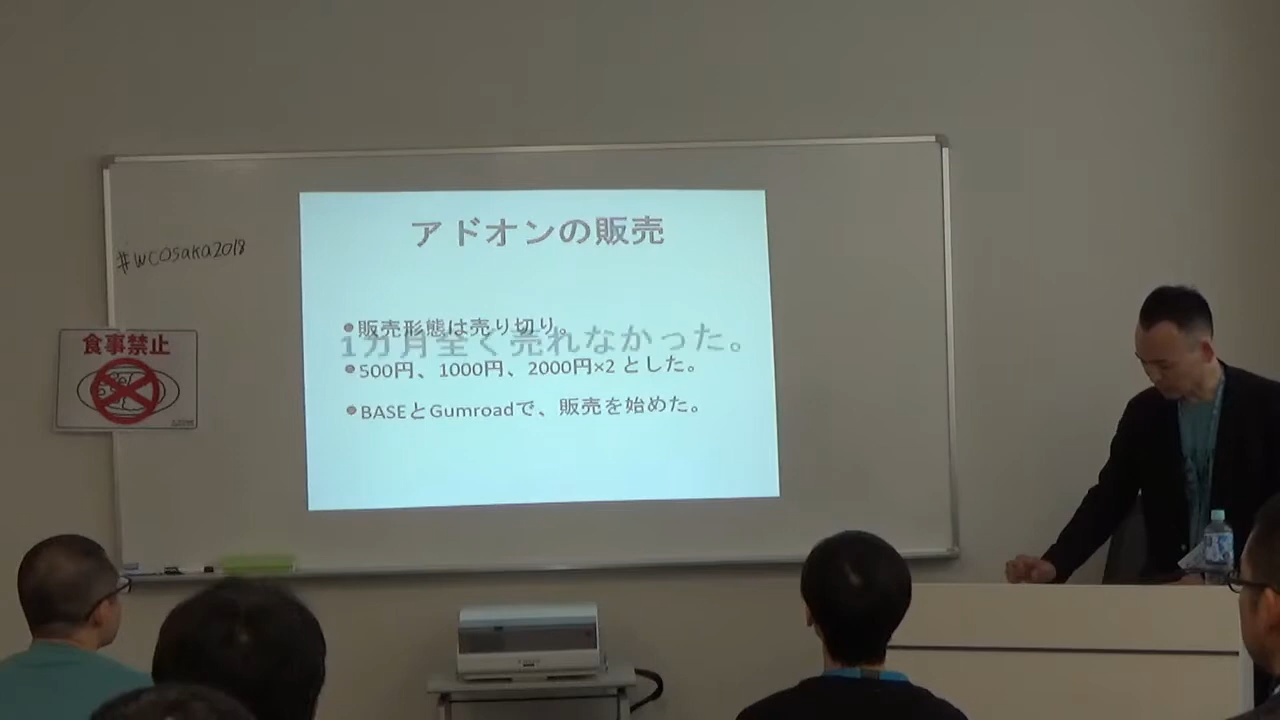 アドオンの販売
•販売形態は売り切り。
1カ月全く売れなかった。
•500円、1000円、2000円×2 とした。
•BASEとGumroadで、販売を始めた。
#WCOsaka2018
食事禁止